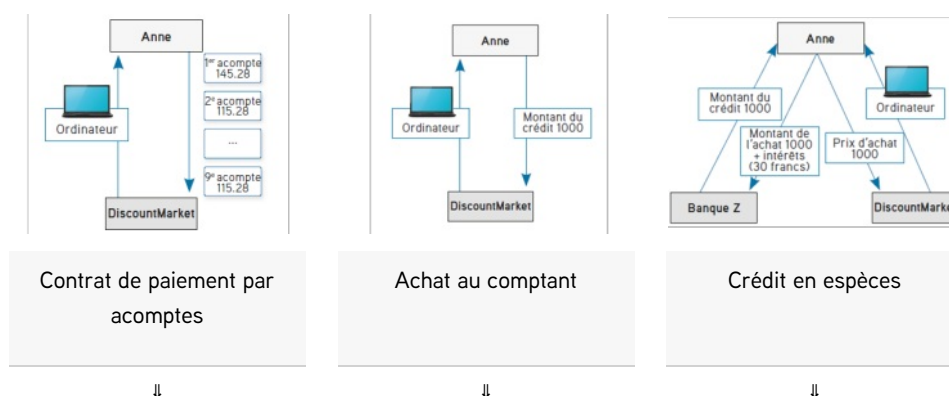 Anne
1er acompte
145.28
2e acompte
115.28
...
9e acompte
115.28
Ordinateur
DiscountMarket
Anne
Ordinateur
Montant du
crédit 1000
DiscountMarket
Anne
Montant du
crédit 1000
Montant de
l'achat 1000
+ intérêts
(30 francs)
Prix d'achat
1000
Ordinateur
Banque Z
DiscountMarke
Contrat de paiement par
acomptes
Achat au comptant
Crédit en espèces
⇓
⇓
⇓